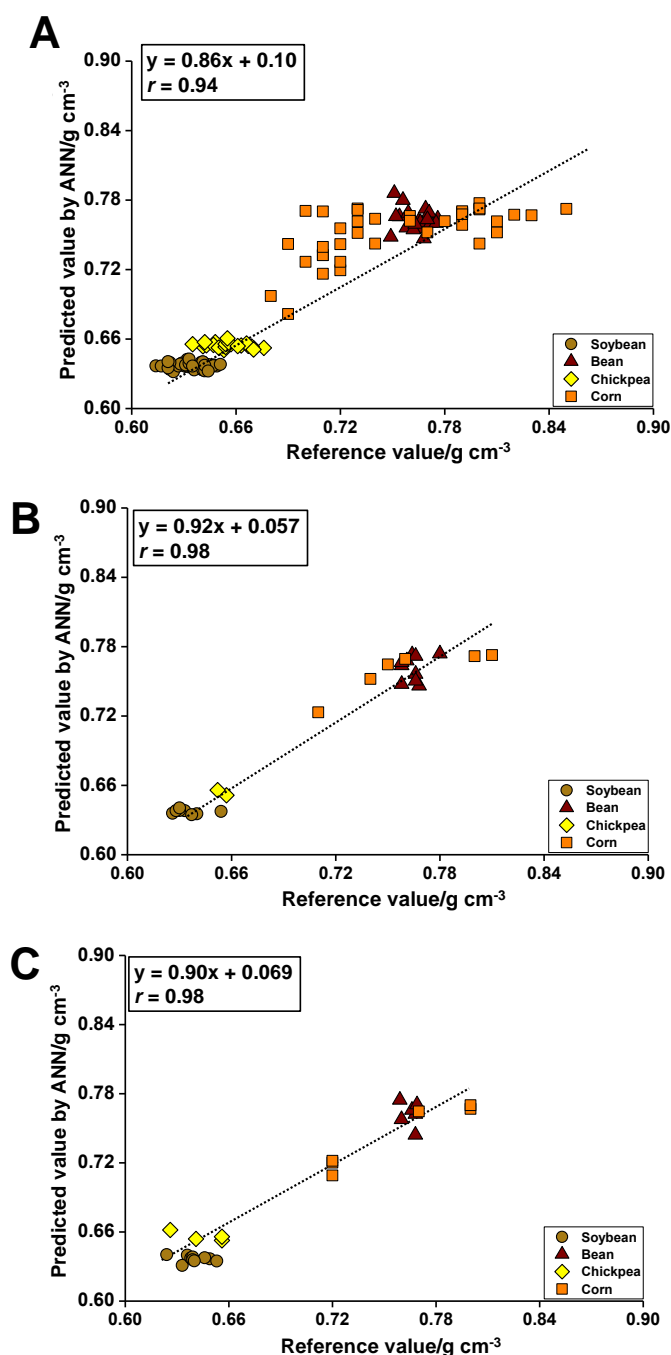 A
y = 0.86x + 0.10
r = 0.94
Predicted value by ANN/g cm-3
0.90
0.84
0.78
0.72
0.66
0.60
Soybean
Bean
Chickpea
Corn
0.60 0.66 0.72 0.78 0.84 0.90
Reference value/g cm-3
B
y = 0.92x + 0.057
r = 0.98
Predicted value by ANN/g cm-3
0.90
0.84
0.78
0.72
0.66
0.60
Soybean
Bean
Chickpea
Corn
0.60 0.66 0.72 0.78 0.84 0.90
Reference value/g cm-3
C
y = 0.90x + 0.069
r = 0.98
Predicted value by ANN/g cm-3
0.90
0.84
0.78
0.72
0.66
0.60
Soybean
Bean
Chickpea
Corn
0.60 0.66 0.72 0.78 0.84 0.90
Reference value/g cm-3